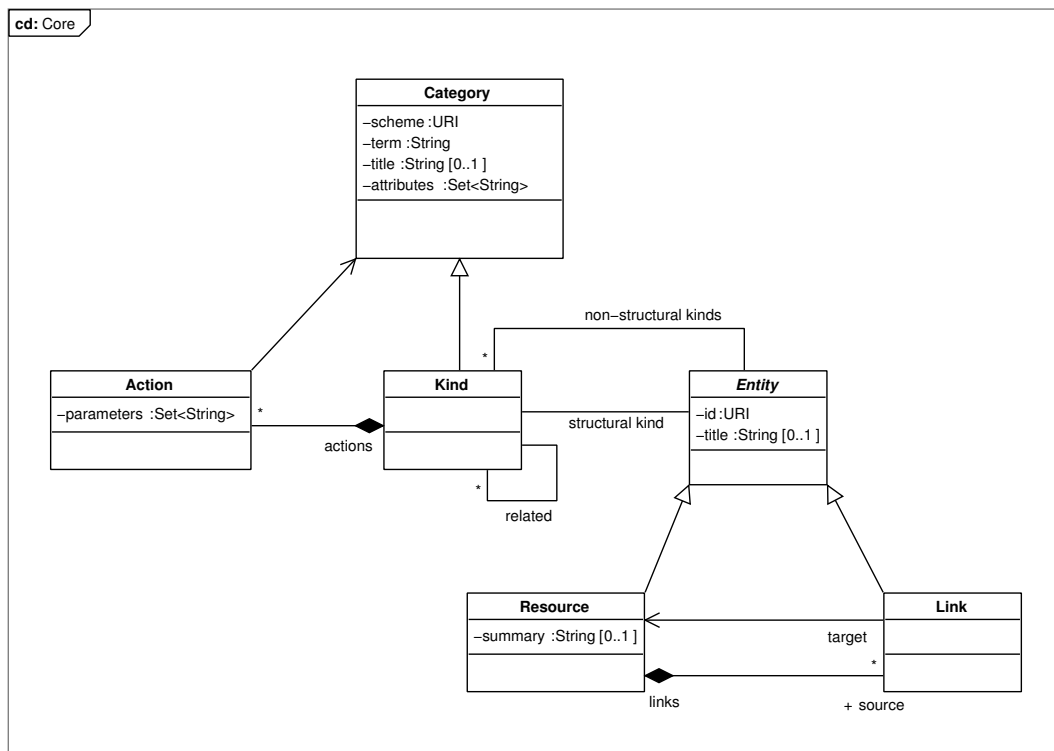 cd: Core
Category
–scheme :URI
–term :String
–title :String [0..1 ]
–attributes :Set<String>
non–structural kinds
*
Action
–parameters :Set<String>
*
actions
Kind
structural kind
*
related
Entity
–id :URI
–title :String [0..1 ]
Resource
–summary :String [0..1 ]
Link
target
*
links
+ source